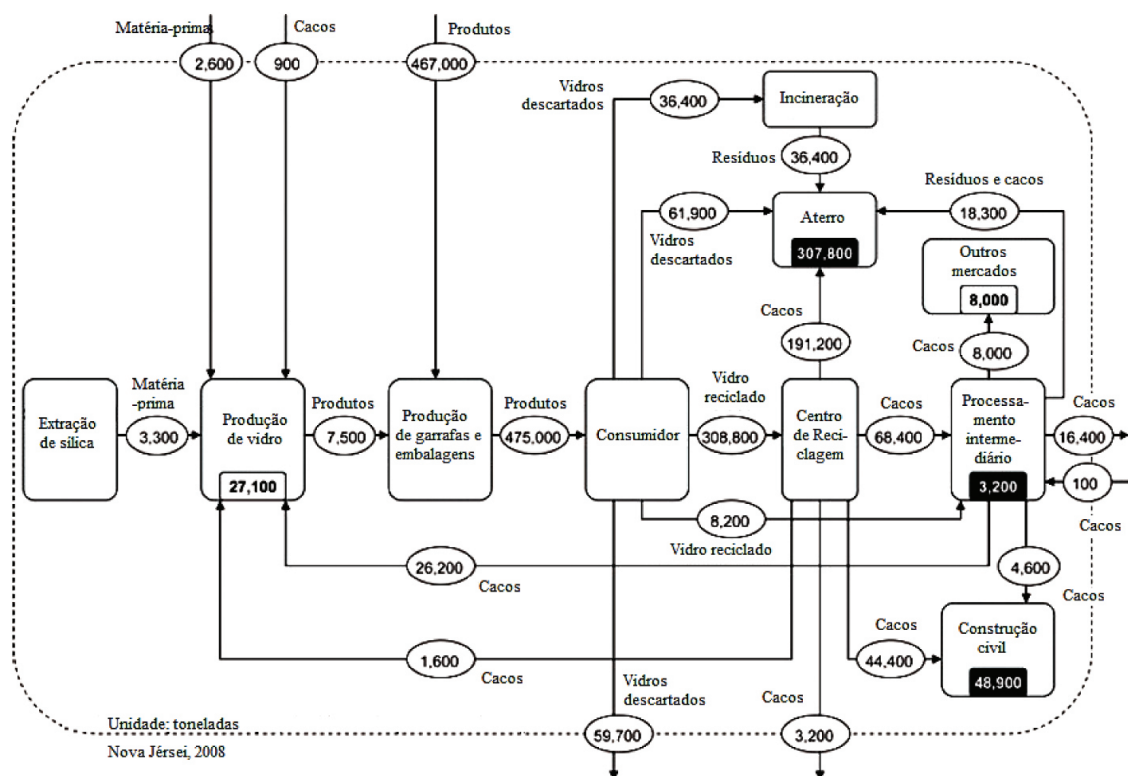 Matéria-prima
Cacos
Produtos
2,600
900
467,000
Vidros
descartados
36,400
Incineração
Resíduos
36,400
61,900
Vidros
descartados
Aterro
307,800
Resíduos e cacos
18,300
Outros
mercados
8,000
Cacos
191,200
Cacos
8,000
Extração
de sílica
Matéria
-prima
3,300
Produção
de vidro
27,100
Produtos
7,500
Produção
de garrafas e
embalagens
Produtos
475,000
Consumidor
Vidro
reciclado
308,800
Centro
de Reci-
clagem
Cacos
68,400
Processa-
mento
interme-
diário
3,200
Cacos
16,400
100
Cacos
8,200
Vidro reciclado
26,200
Cacos
4,600
Cacos
1,600
Cacos
Cacos
44,400
Construção
civil
48,900
Vidros
descartados
59,700
Cacos
3,200
Unidade: toneladas
Nova Jérsei, 2008